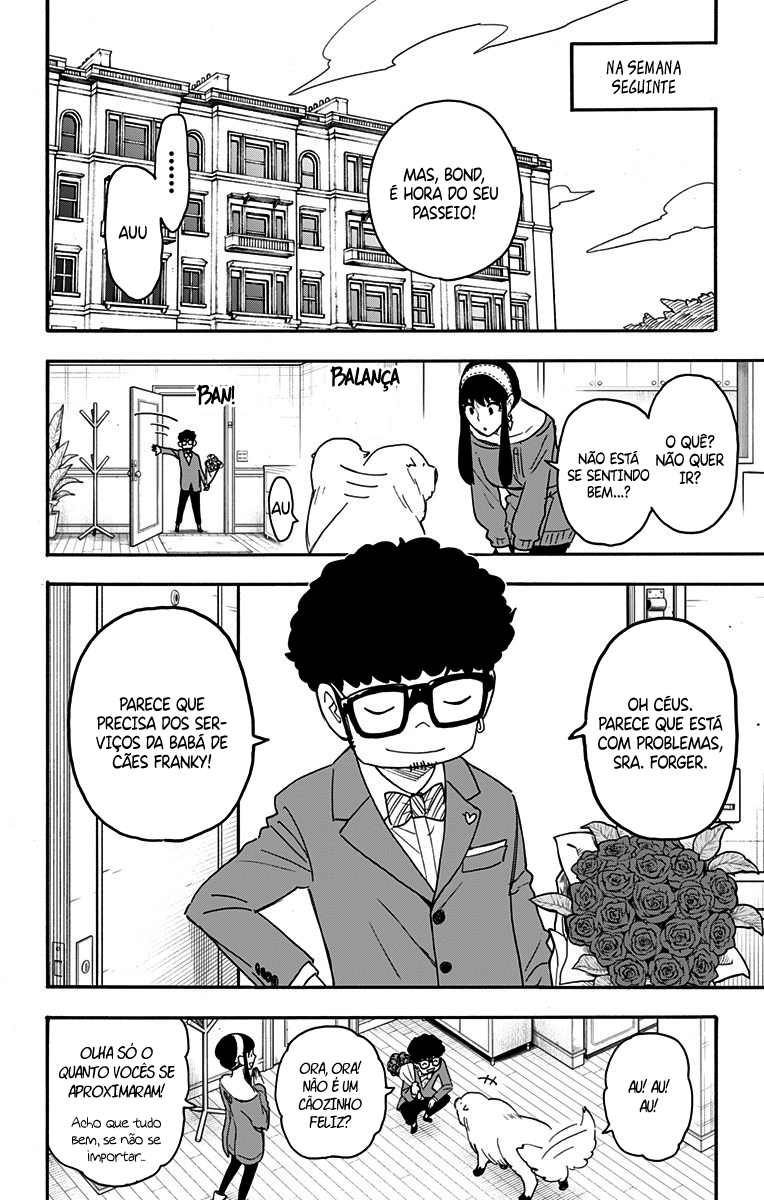 NA SEMANA
SEGUINTE
MAS, BOND,
É HORA DO SEU
PASSEIO!
......
AUU
O QUÊ?
NÃO QUER
IR?
NÃO ESTÁ
SE SENTINDO
BEM...?
BALANÇA
AU
BAN!
OH CÉUS.
PARECE QUE ESTÁ
COM PROBLEMAS,
SRA. FORGER.
PARECE QUE
PRECISA DOS SER-
VIÇOS DA BABÁ DE
CÃES FRANKY!
AU! AU!
AU!
ORA, ORA!
NÃO É UM
CÃOZINHO
FELIZ?
OLHA SÓ O
QUANTO VOCÊS SE
APROXIMARAM!
Acho que tudo
bem, se não se
importar...